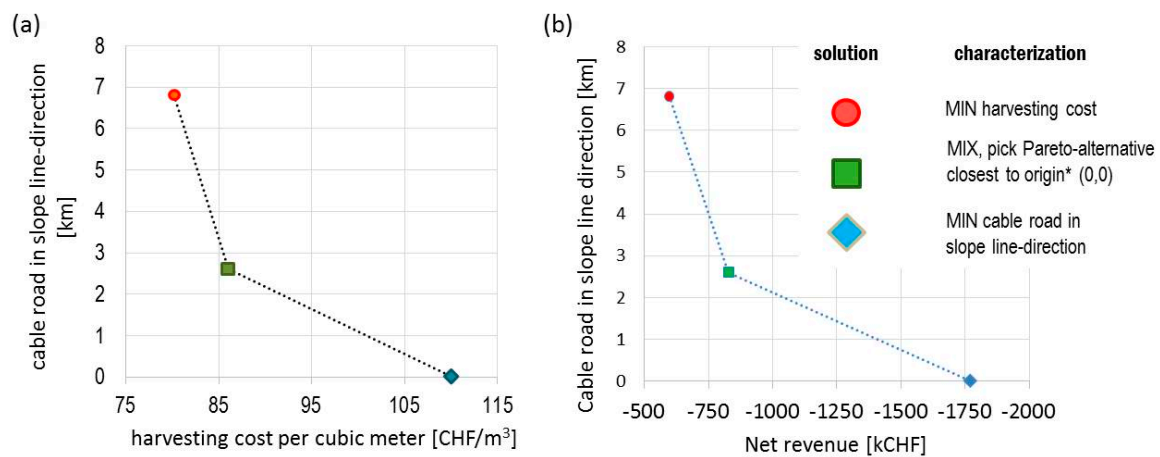 (a)
cable road in slope line-direction
[km]
8
7
6
5
4
3
2
1
0
75
85
95
105
115
harvesting cost per cubic meter [CHF/m³]
(b)
Cable road in slope line direction [km]
8
7
6
5
4
3
2
1
0
-500
-750
-1000
-1250
-1500
-1750
-2000
Net revenue [kCHF]
solution characterization
MIN harvesting cost
MIX, pick Pareto-alternative
closest to origin* (0,0)
MIN cable road in
slope line-direction